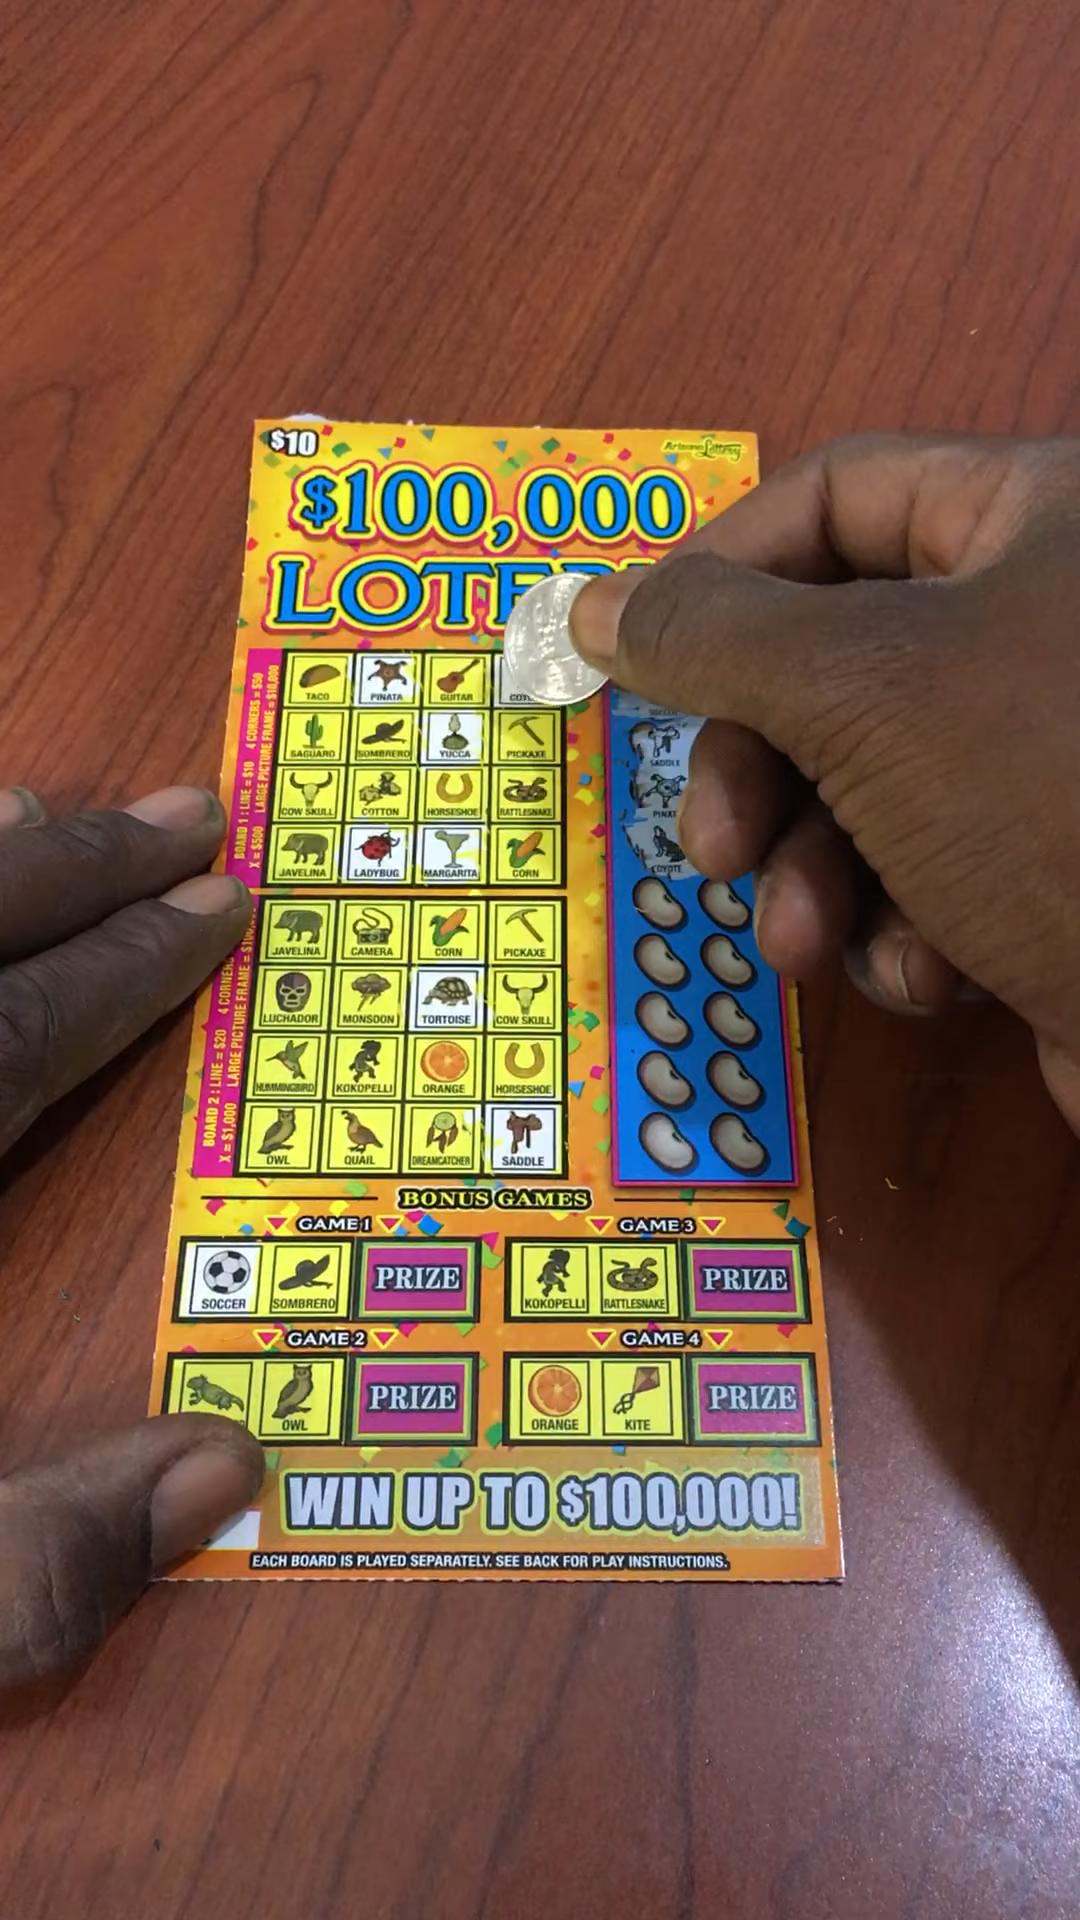 $10
Arizona Lottery
$100,000
TACO PINATA GUITAR
SAGUARO SOMBRERO YUCCA PICKAXE
COW SKULL COTTON HORSESHOE RATTLESNAKE
JAVELINA LADYBUG MARGARITA CORN
BOARD 1 : LINE = $10 4 CORNERS = $50
X = $500 LARGE PICTURE FRAME = $10,000
SADDLE
COYOTE
JAVELINA CAMERA CORN PICKAXE
LUCHADOR MONSOON TORTOISE COW SKULL
HUMMINGBIRD KOKOPELLI ORANGE HORSESHOE
OWL QUAIL DREAMCATCHER SADDLE
BOARD 2 : LINE = $20 4 CORNERS
X = $1,000 LARGE PICTURE FRAME
BONUS GAMES
GAME 1
SOCCER SOMBRERO PRIZE
GAME 3
KOKOPELLI RATTLESNAKE PRIZE
GAME 2
OWL PRIZE
GAME 4
ORANGE KITE PRIZE
WIN UP TO $100,000!
EACH BOARD IS PLAYED SEPARATELY. SEE BACK FOR PLAY INSTRUCTIONS.